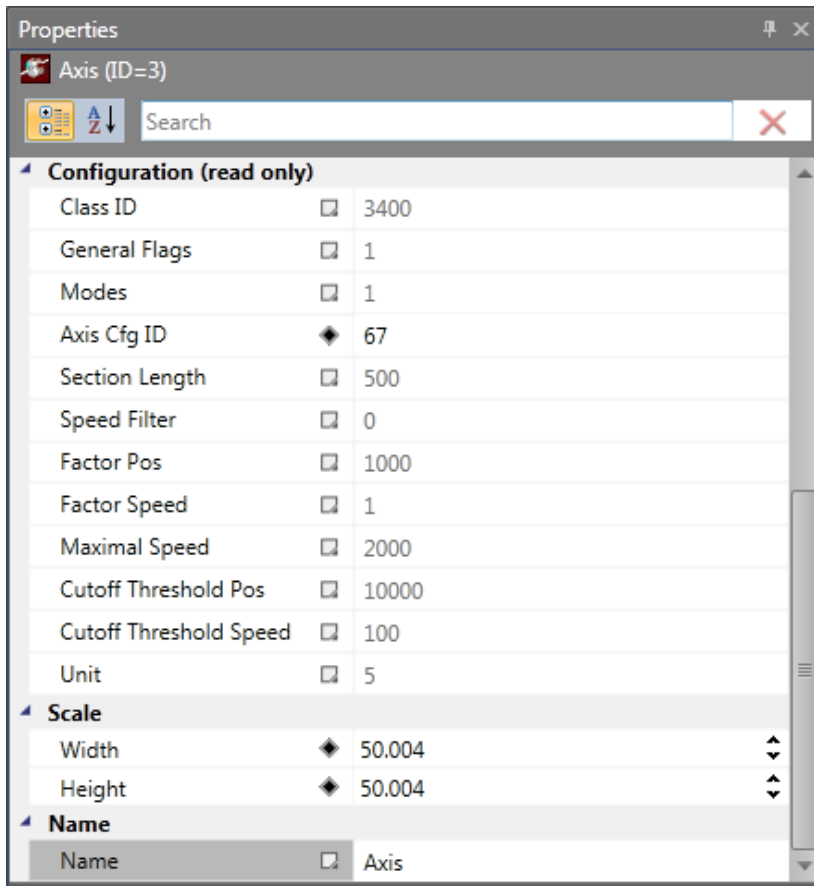 Properties
Axis (ID=3)
A
Z
Search
Configuration (read only)
Class ID 3400
General Flags 1
Modes 1
Axis Cfg ID 67
Section Length 500
Speed Filter 0
Factor Pos 1000
Factor Speed 1
Maximal Speed 2000
Cutoff Threshold Pos 10000
Cutoff Threshold Speed 100
Unit 5
Scale
Width 50.004
Height 50.004
Name
Name Axis